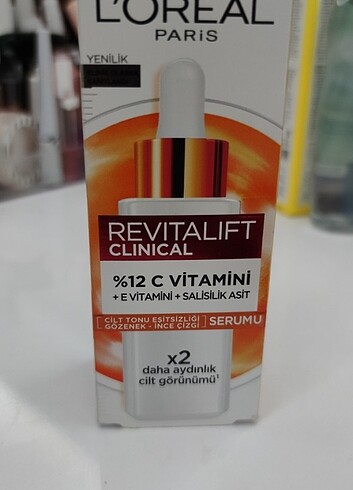 L'ORÉAL
PARiS
YENİLİK
REVITALIFT
CLINICAL
%12 C VİTAMİNİ
+ E VİTAMİNİ + SALİSİLİK ASİT
[ CİLT TONU EŞİTSİZLİĞİ
GÖZENEK - İNCE ÇİZGİ ] SERUMU
x2
daha aydınlık
cilt görünümü¹